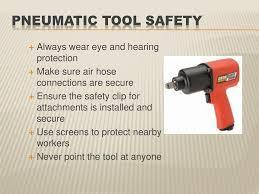 PNEUMATIC TOOL SAFETY
Always wear eye and hearing
protection
Make sure air hose
connections are secure
Ensure the safety clip for
attachments is installed and
secure
Use screens to protect nearby
workers
Never point the tool at anyone